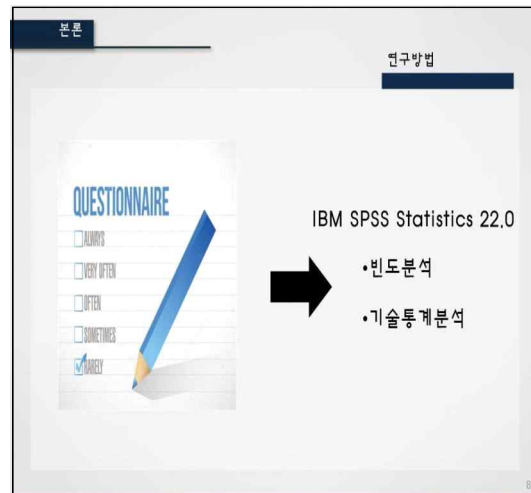 본론
연구방법
QUESTIONNAIRE
ALWAYS
VERY OFTEN
OFTEN
SOMETIMES
RARELY
IBM SPSS Statistics 22.0
•빈도분석
•기술통계분석